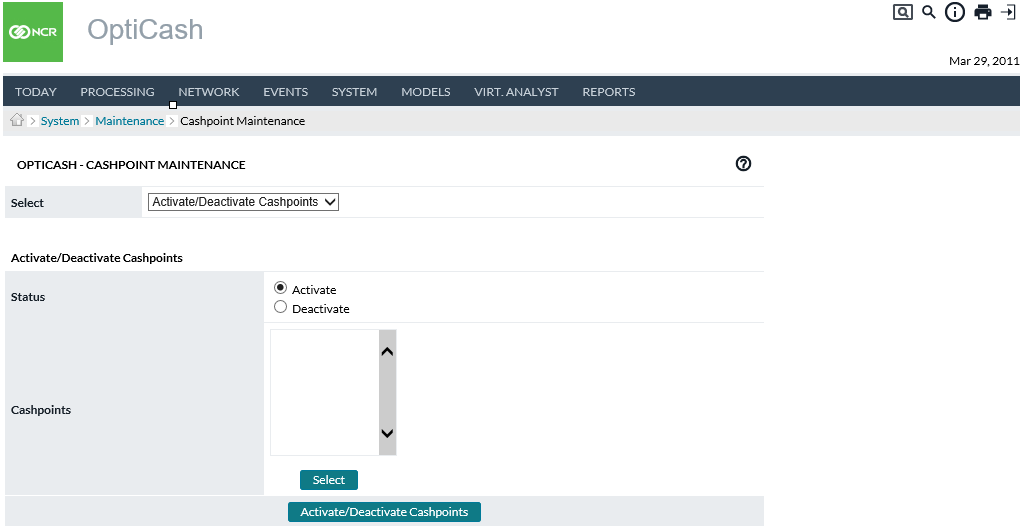 NCR
OptiCash
Mar 29, 2011
TODAY PROCESSING NETWORK EVENTS SYSTEM MODELS VIRT. ANALYST REPORTS
> System > Maintenance > Cashpoint Maintenance
OPTICASH - CASHPOINT MAINTENANCE
Select Activate/Deactivate Cashpoints
Activate/Deactivate Cashpoints
Status
Activate
Deactivate
Cashpoints
Select
Activate/Deactivate Cashpoints